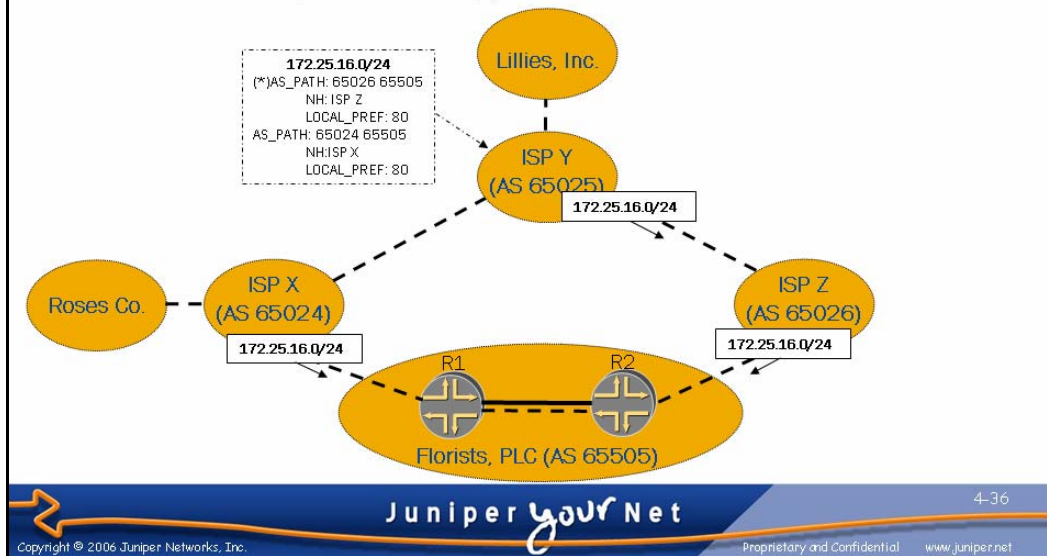 Lillies, Inc.
172.25.16.0/24
(*)AS_PATH: 65026 65505
NH: ISP Z
LOCAL_PREF: 80
AS_PATH: 65024 65505
NH:ISP X
LOCAL_PREF: 80
ISP Y
(AS 65025)
172.25.16.0/24
Roses Co.
ISP X
(AS 65024)
172.25.16.0/24
ISP Z
(AS 65026)
172.25.16.0/24
R1
R2
Florists, PLC (AS 65505)
Juniper your Net
4-36
Copyright © 2006 Juniper Networks, Inc.
Proprietary and Confidential
www.juniper.net